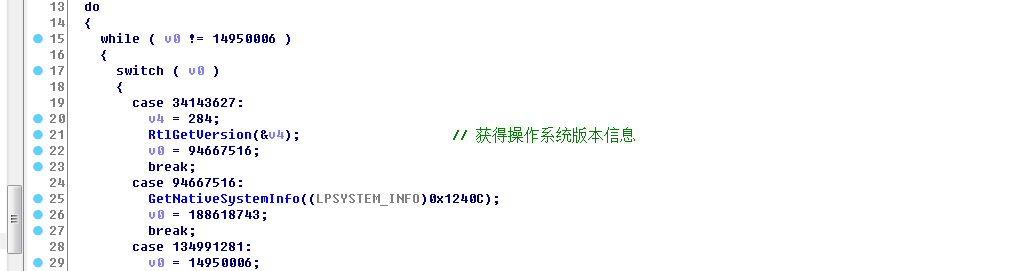 13 do
14 {
15 while ( v0 != 14950006 )
16 {
17 switch ( v0 )
18 {
19 case 34143627:
20 v4 = 284;
21 RtlGetVersion(&v4); // 获得操作系统版本信息
22 v0 = 94667516;
23 break;
24 case 94667516:
25 GetNativeSystemInfo((LPSYSTEM_INFO)0x1240C);
26 v0 = 188618743;
27 break;
28 case 134991281:
29 v0 = 14950006;